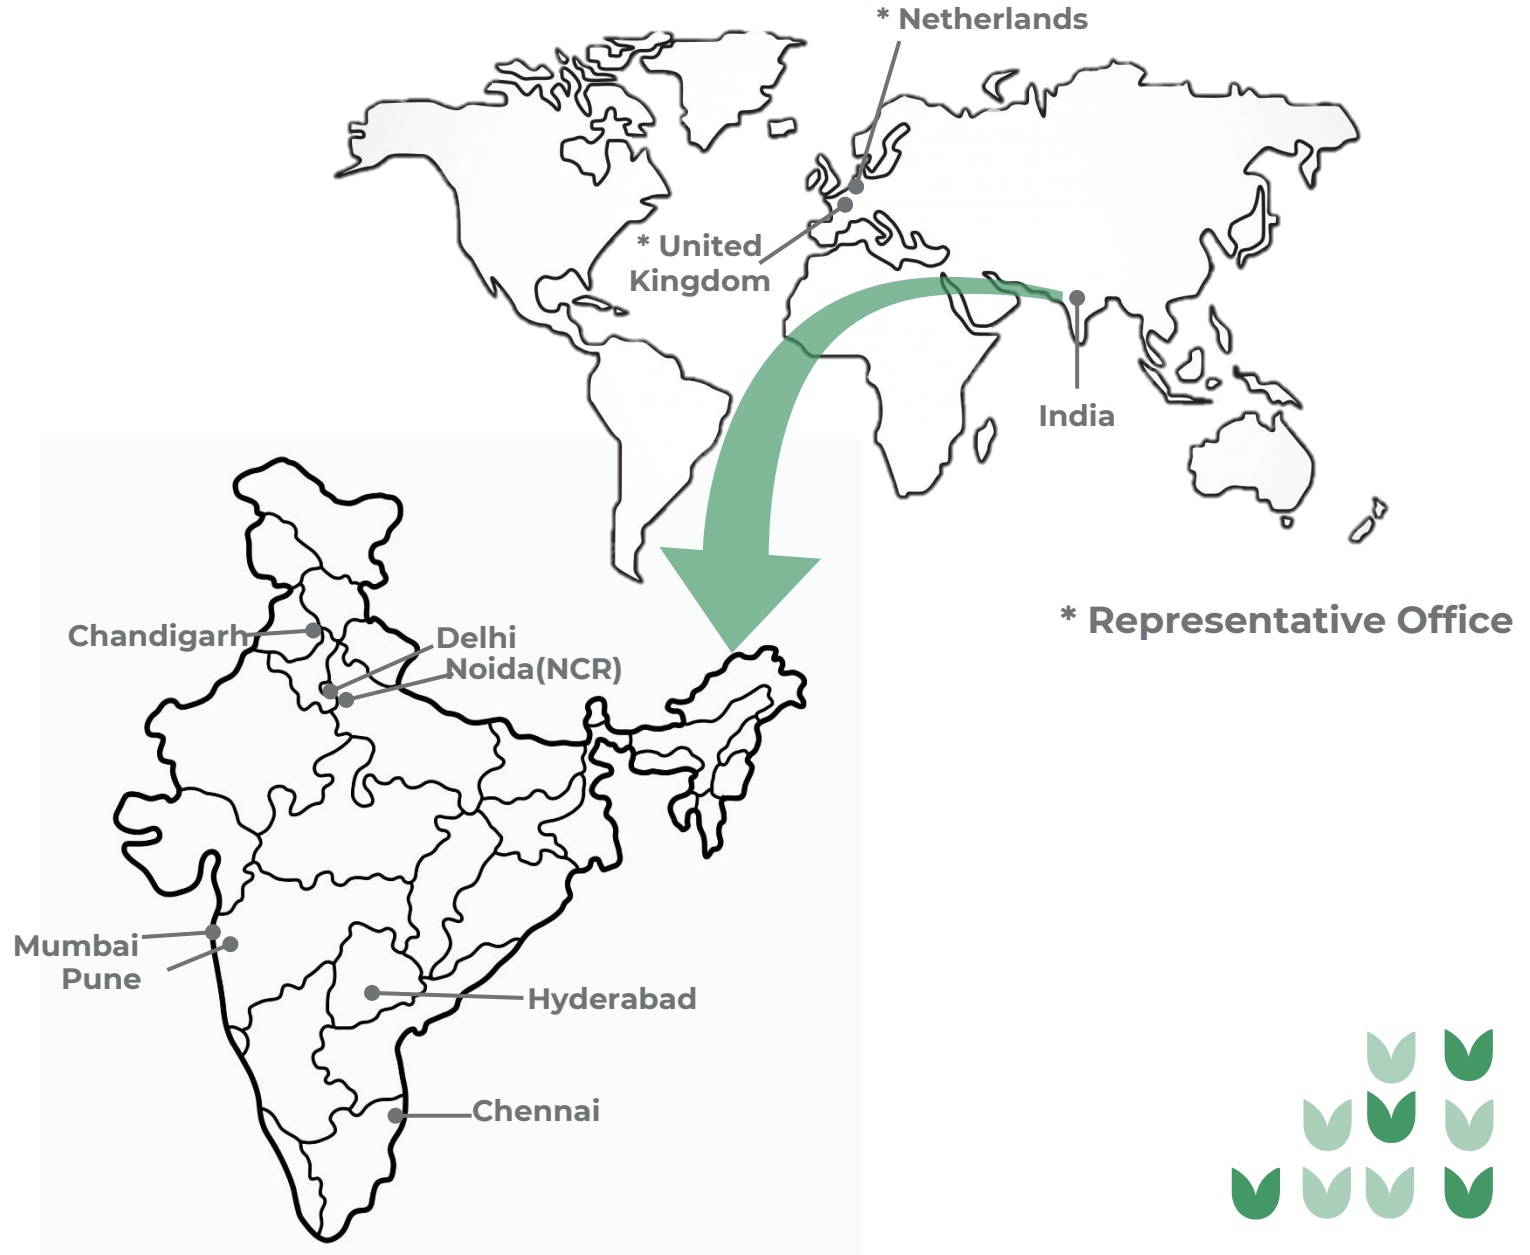 * Netherlands
* United
Kingdom
India
* Representative Office
Chandigarh
Delhi
Noida(NCR)
Mumbai
Pune
Hyderabad
Chennai